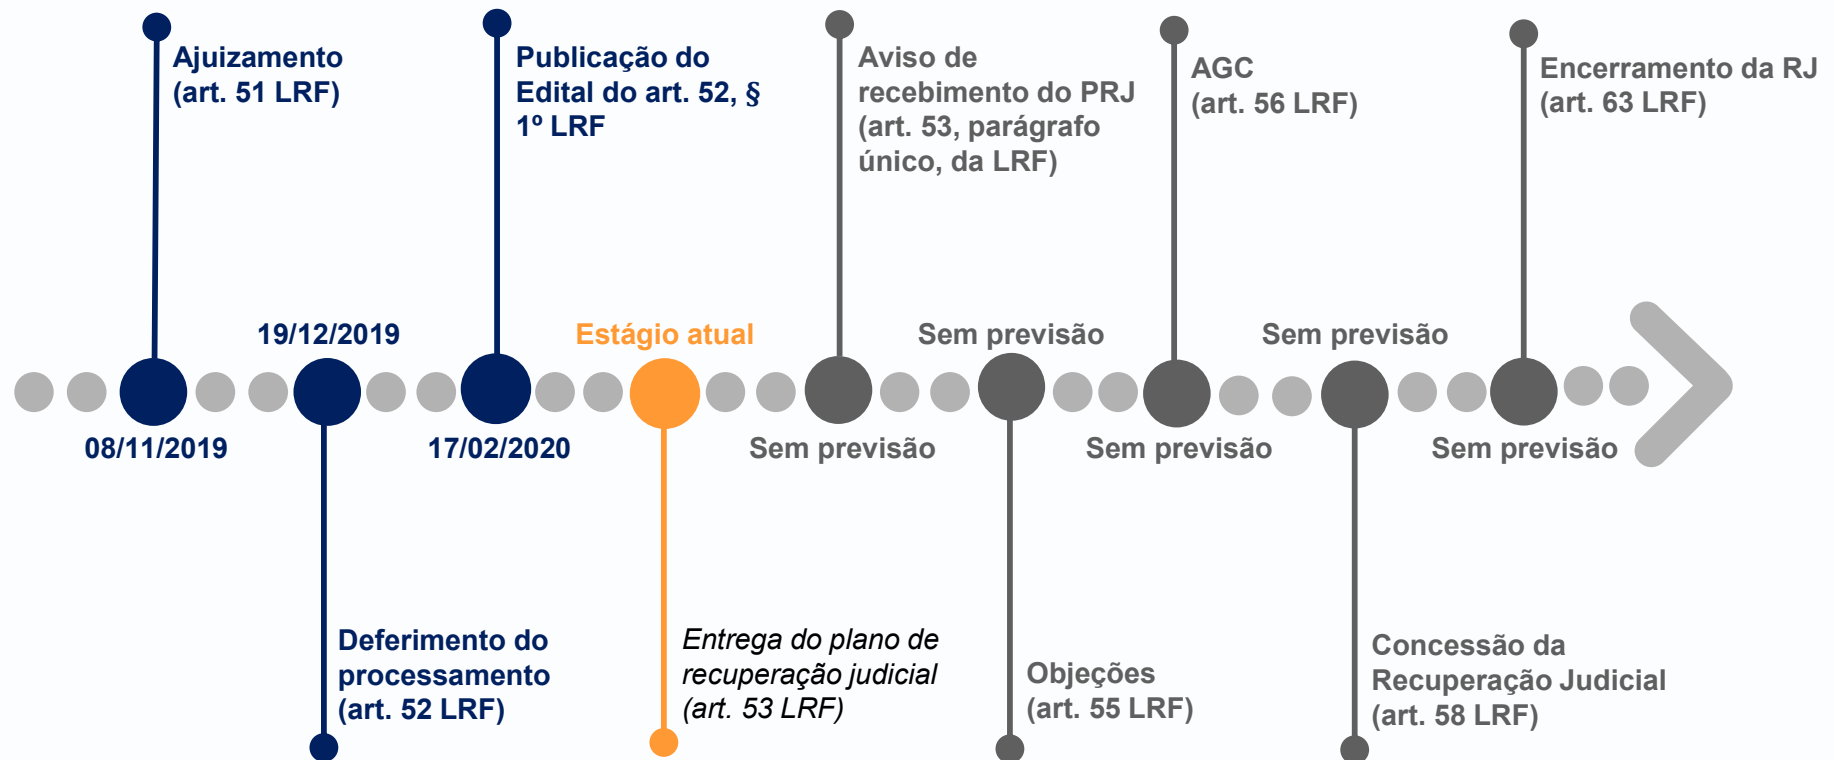 Ajuizamento
(art. 51 LRF)
08/11/2019
19/12/2019
Deferimento do
processamento
(art. 52 LRF)
Publicação do
Edital do art. 52, §
1º LRF
17/02/2020
Estágio atual
Entrega do plano de
recuperação judicial
(art. 53 LRF)
Aviso de
recebimento do PRJ
(art. 53, parágrafo
único, da LRF)
Sem previsão
Sem previsão
Objeções
(art. 55 LRF)
AGC
(art. 56 LRF)
Sem previsão
Sem previsão
Concessão da
Recuperação Judicial
(art. 58 LRF)
Encerramento da RJ
(art. 63 LRF)
Sem previsão